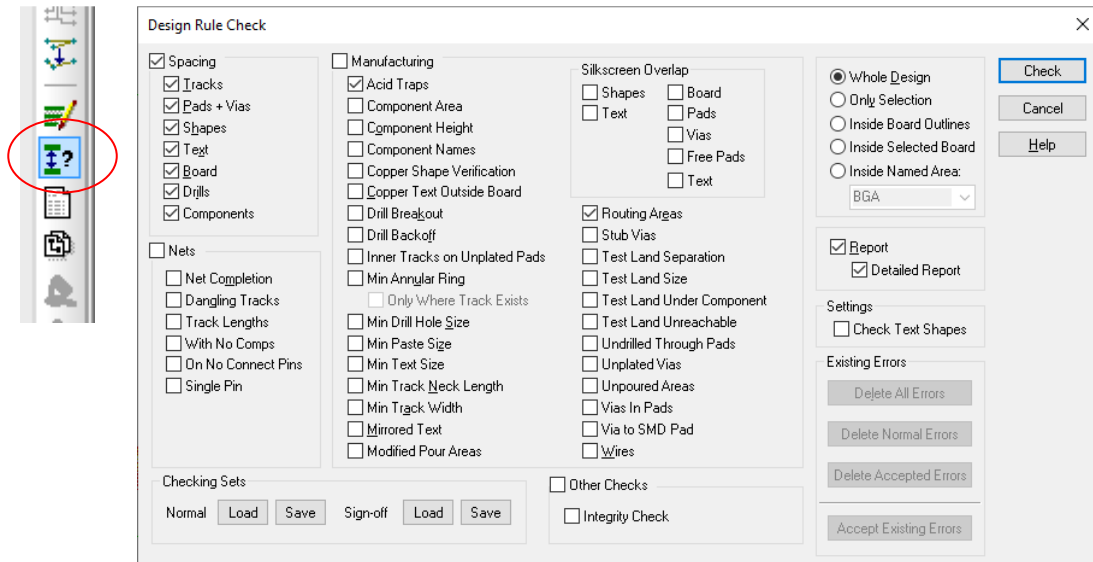 ?
Design Rule Check
Spacing
Tracks
Pads + Vias
Shapes
Text
Board
Drills
Components
Nets
Net Completion
Dangling Tracks
Track Lengths
With No Comps
On No Connect Pins
Single Pin
Manufacturing
Acid Traps
Component Area
Component Height
Component Names
Copper Shape Verification
Copper Text Outside Board
Drill Breakout
Drill Backoff
Inner Tracks on Unplated Pads
Min Annular Ring
Only Where Track Exists
Min Drill Hole Size
Min Paste Size
Min Text Size
Min Track Neck Length
Min Track Width
Mirrored Text
Modified Pour Areas
Silkscreen Overlap
Shapes
Text
Board
Pads
Vias
Free Pads
Text
Routing Areas
Stub Vias
Test Land Separation
Test Land Size
Test Land Under Component
Test Land Unreachable
Undrilled Through Pads
Unplated Vias
Unpoured Areas
Vias In Pads
Via to SMD Pad
Wires
Checking Sets
Normal Load Save Sign-off Load Save
Other Checks
Integrity Check
Whole Design
Only Selection
Inside Board Outlines
Inside Selected Board
Inside Named Area:
BGA
Report
Detailed Report
Settings
Check Text Shapes
Existing Errors
Delete All Errors
Delete Normal Errors
Delete Accepted Errors
Accept Existing Errors
Check
Cancel
Help